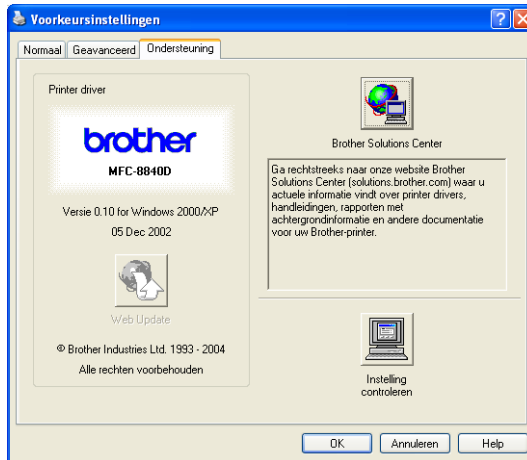 Voorkeursinstellingen
Normaal
Geavanceerd
Ondersteuning
Printer driver
brother
MFC-8840D
Versie 0.10 for Windows 2000/XP
05 Dec 2002
Web Update
© Brother Industries Ltd. 1993 - 2004
Alle rechten voorbehouden
Brother Solutions Center
Ga rechtstreeks naar onze website Brother
Solutions Center (solutions.brother.com) waar u
actuele informatie vindt over printer drivers,
handleidingen, rapporten met
achtergrondinformatie en andere documentatie
voor uw Brother-printer.
Instelling
controleren
OK
Annuleren
Help